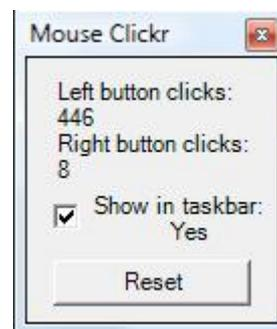 Mouse Clickr
Left button clicks:
446
Right button clicks:
8
Show in taskbar:
Yes
Reset